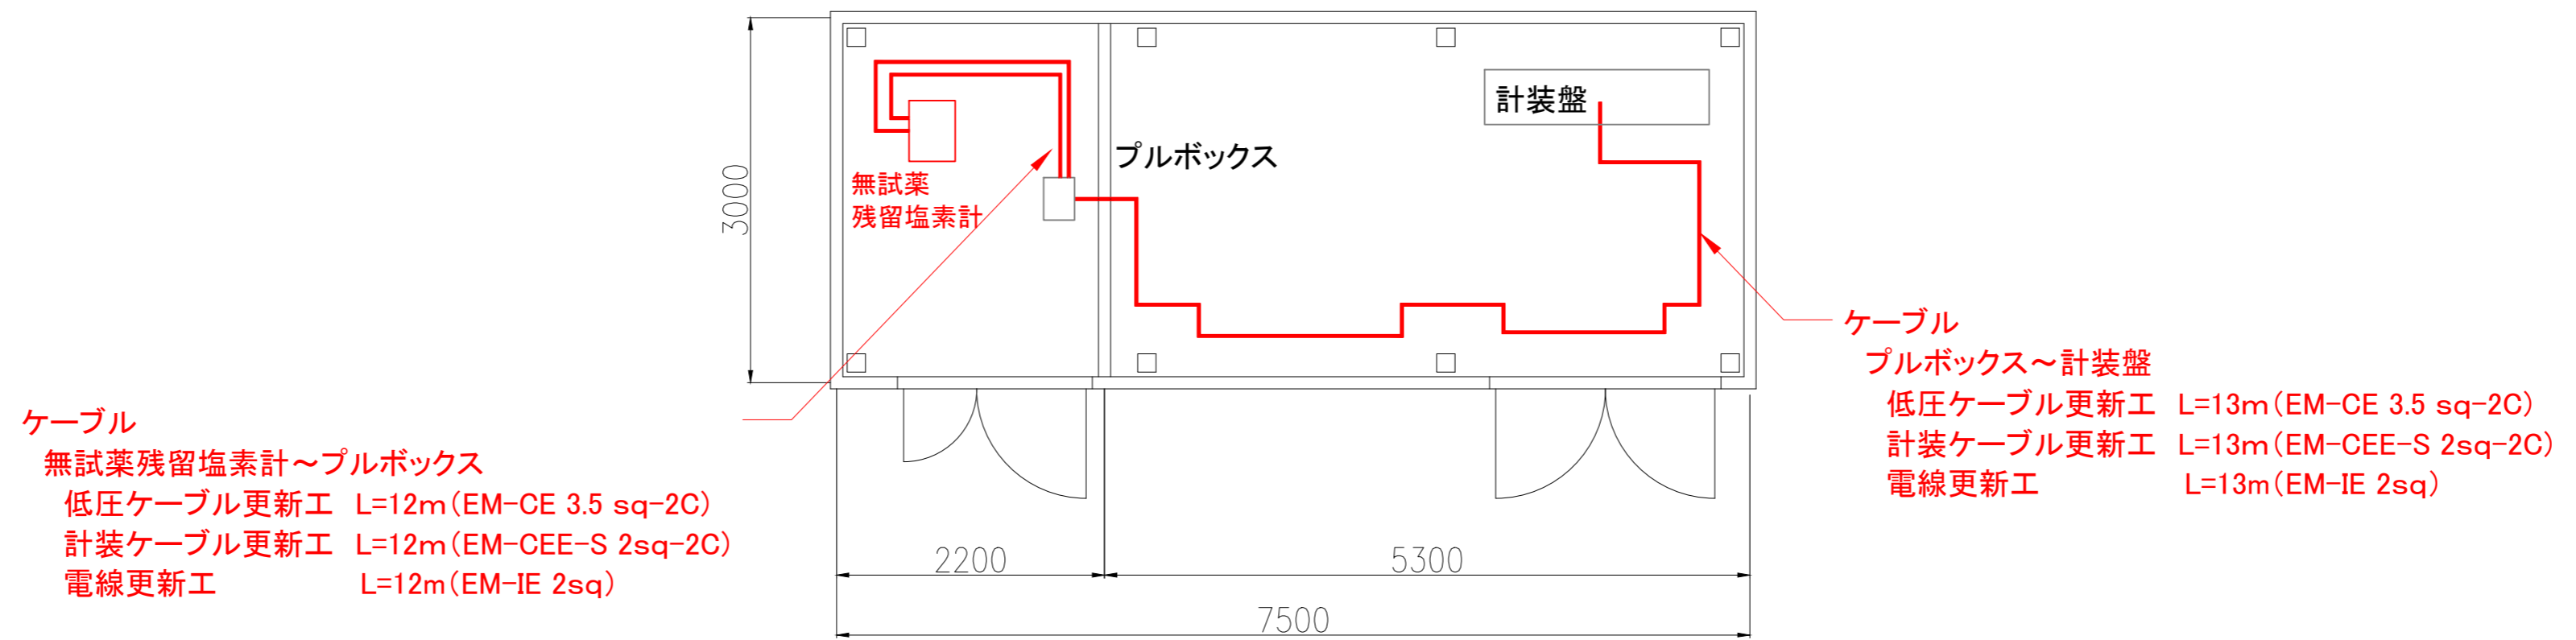 計装盤
プルボックス
無試薬
残留塩素計
3000
ケーブル
無試薬残留塩素計～プルボックス
低圧ケーブル更新工 L=12m(EM-CE 3.5 sq-2C)
計装ケーブル更新工 L=12m(EM-CEE-S 2sq-2C)
電線更新工 L=12m(EM-IE 2sq)
ケーブル
プルボックス～計装盤
低圧ケーブル更新工 L=13m(EM-CE 3.5 sq-2C)
計装ケーブル更新工 L=13m(EM-CEE-S 2sq-2C)
電線更新工 L=13m(EM-IE 2sq)
2200
5300
7500